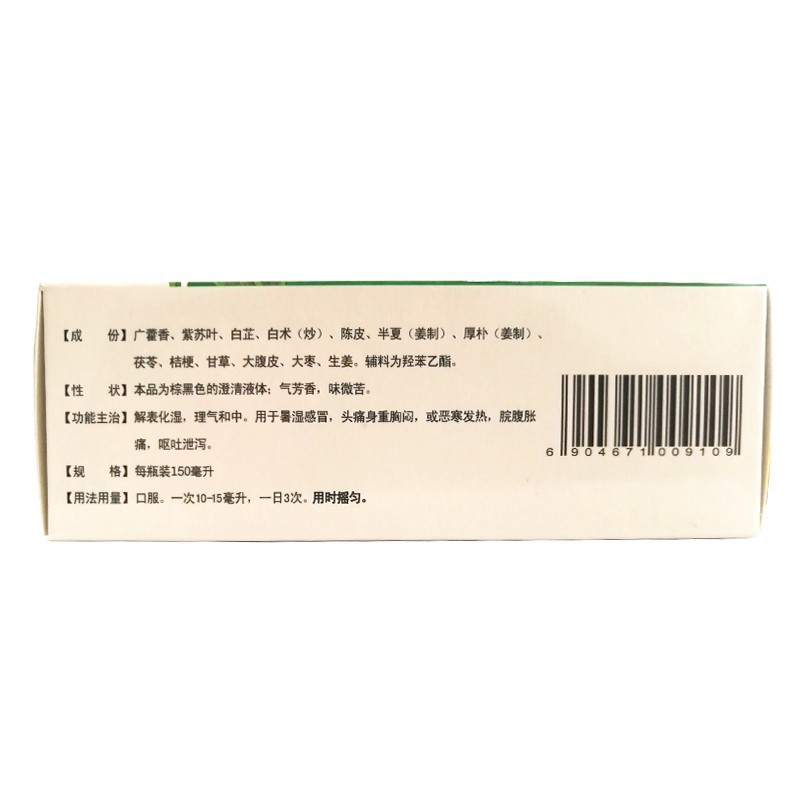 【成 份】广藿香、紫苏叶、白芷、白术（炒）、陈皮、半夏（姜制）、厚朴（姜制）、
茯苓、桔梗、甘草、大腹皮、大枣、生姜。辅料为羟苯乙酯。
【性 状】本品为棕黑色的澄清液体；气芳香，味微苦。
【功能主治】解表化湿，理气和中。用于暑湿感冒，头痛身重胸闷，或恶寒发热，脘腹胀
痛，呕吐泄泻。
【规 格】每瓶装150毫升
【用法用量】口服。一次10-15毫升，一日3次。用时摇匀。
6 904671 009109